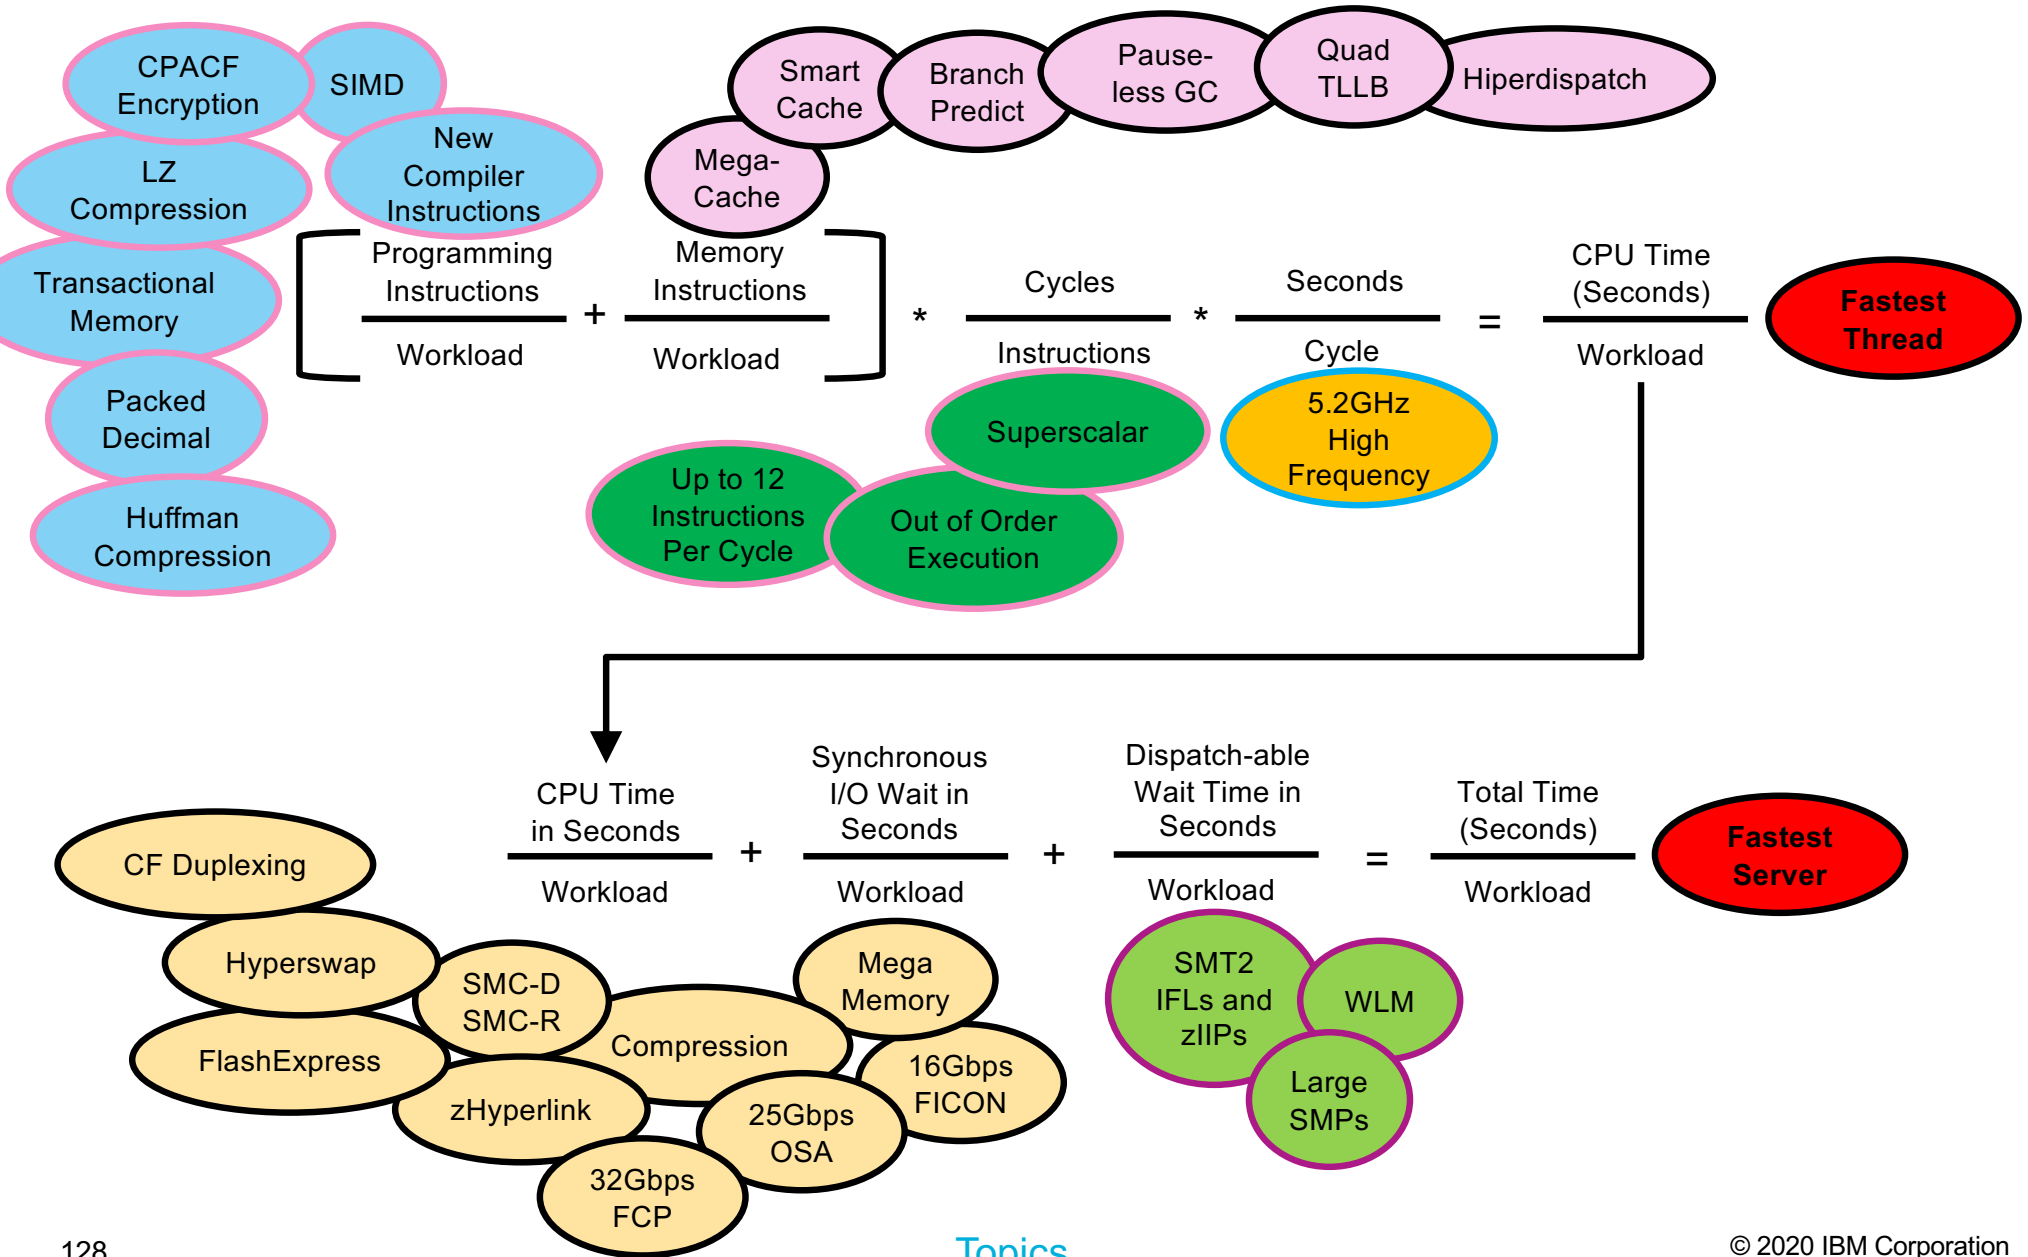 CPACF
Encryption
SIMD
New
Compiler
Instructions
LZ
Compression
Transactional
Memory
Packed
Decimal
Huffman
Compression
Smart
Cache
Branch
Predict
Pause-
less GC
Quad
TLLB
Hiperdispatch
Mega-
Cache
Programming
Instructions
Workload
+
Memory
Instructions
Workload
*
Cycles
Instructions
*
Seconds
Cycle
=
CPU Time
(Seconds)
Workload
Fastest
Thread
Superscalar
5.2GHz
High
Frequency
Up to 12
Instructions
Per Cycle
Out of Order
Execution
CPU Time
in Seconds
Workload
+
Synchronous
I/O Wait in
Seconds
Workload
+
Dispatch-able
Wait Time in
Seconds
Workload
=
Total Time
(Seconds)
Workload
Fastest
Server
CF Duplexing
Hyperswap
SMC-D
SMC-R
FlashExpress
Compression
Mega
Memory
zHyperlink
25Gbps
OSA
16Gbps
FICON
32Gbps
FCP
SMT2
IFLs and
zIIPs
WLM
Large
SMPs
128
Topics
© 2020 IBM Corporation